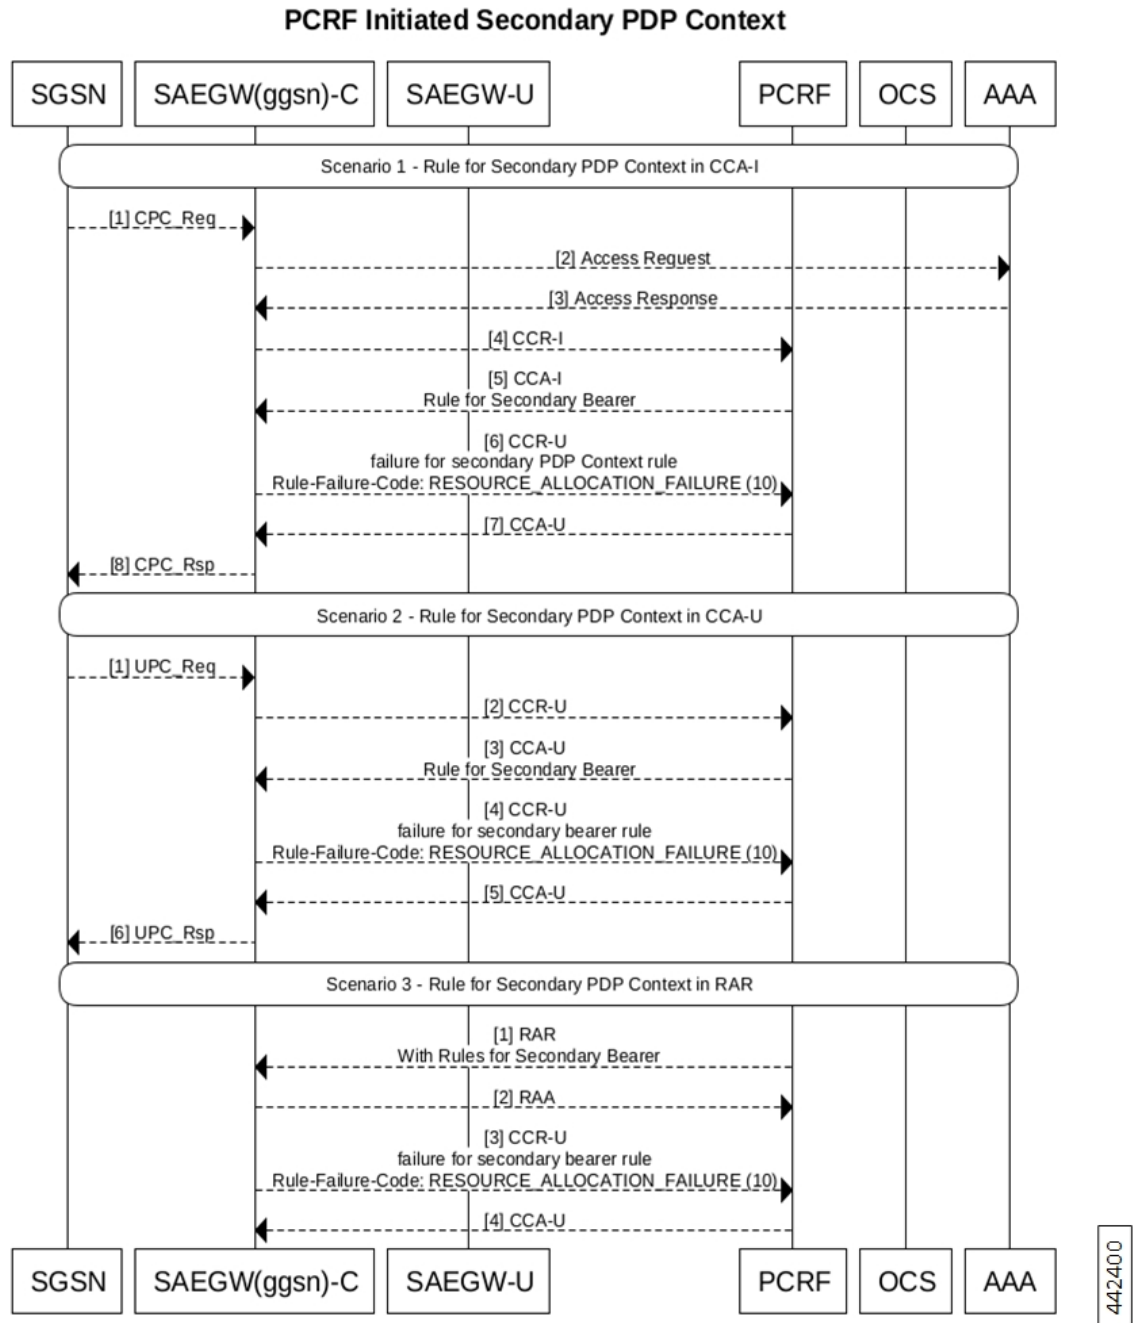 PCRF Initiated Secondary PDP Context
SGSN
SAEGW(ggsn)-C
SAEGW-U
PCRF
OCS
AAA
Scenario 1 - Rule for Secondary PDP Context in CCA-I
[1] CPC_Req
[2] Access Request
[3] Access Response
[4] CCR-I
[5] CCA-I
Rule for Secondary Bearer
[6] CCR-U
failure for secondary PDP Context rule
Rule-Failure-Code: RESOURCE_ALLOCATION_FAILURE (10)
[7] CCA-U
[8] CPC_Rsp
Scenario 2 - Rule for Secondary PDP Context in CCA-U
[1] UPC_Req
[2] CCR-U
[3] CCA-U
Rule for Secondary Bearer
[4] CCR-U
failure for secondary bearer rule
Rule-Failure-Code: RESOURCE_ALLOCATION_FAILURE (10)
[5] CCA-U
[6] UPC_Rsp
Scenario 3 - Rule for Secondary PDP Context in RAR
[1] RAR
With Rules for Secondary Bearer
[2] RAA
[3] CCR-U
failure for secondary bearer rule
Rule-Failure-Code: RESOURCE_ALLOCATION_FAILURE (10)
[4] CCA-U
SGSN
SAEGW(ggsn)-C
SAEGW-U
PCRF
OCS
AAA
442400